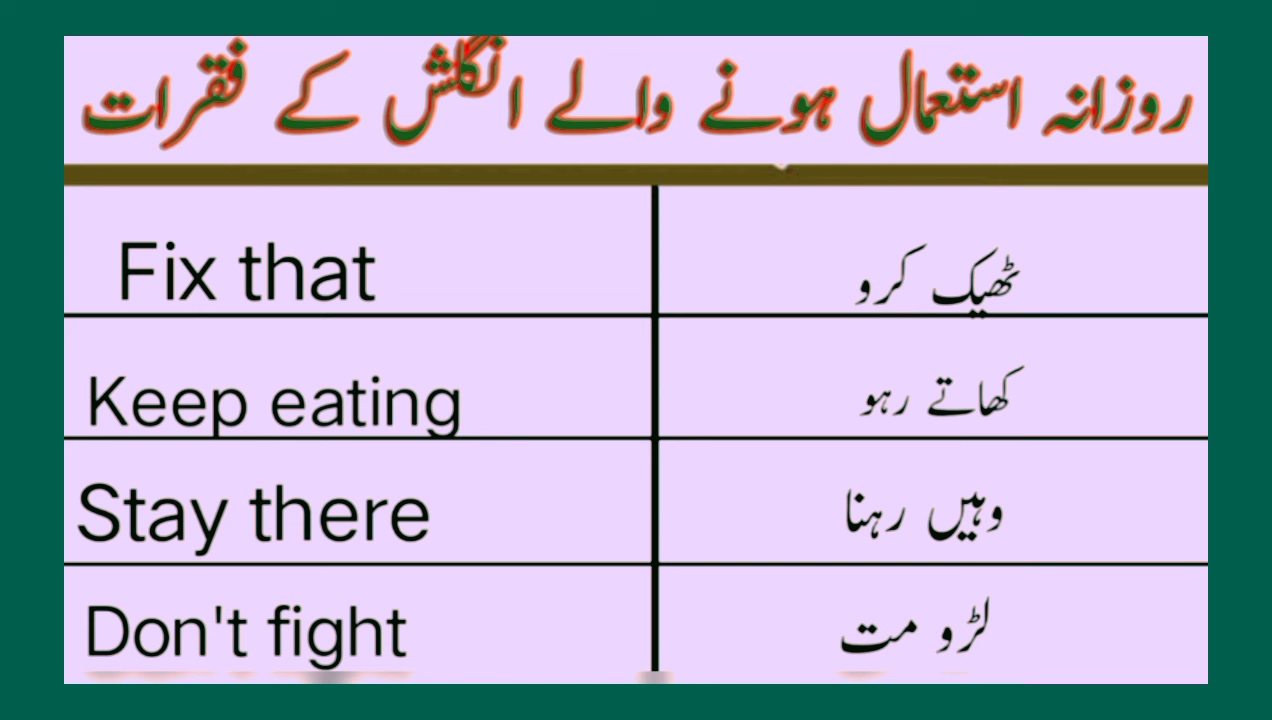 روزانہ استعمال ہونے والے انگلش کے فقرات
Fix that ٹھیک کرو
Keep eating کھاتے رہو
Stay there وہیں رہنا
Don't fight لڑو مت